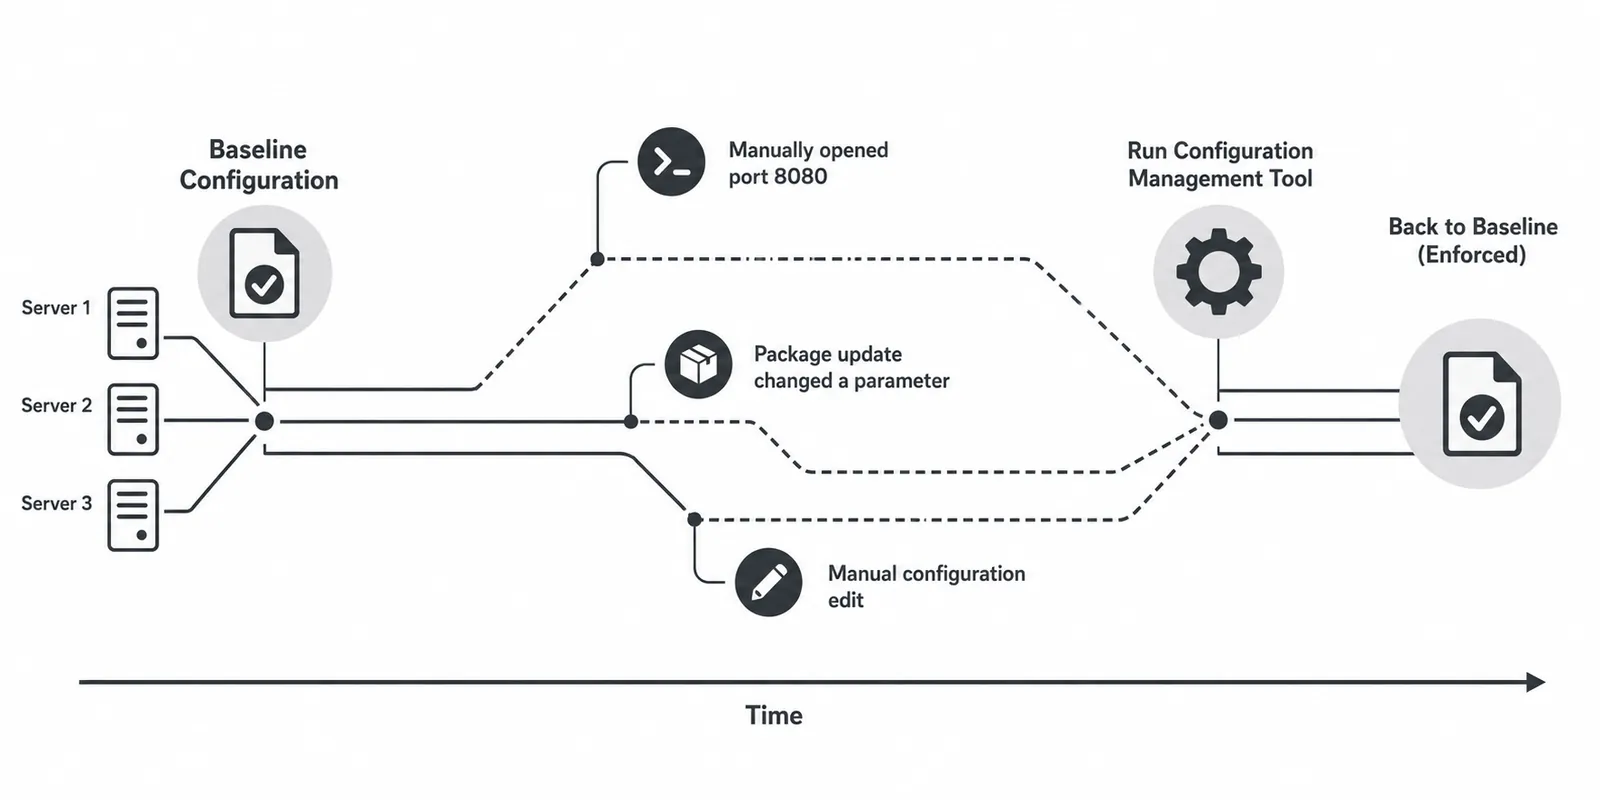 Baseline
Configuration
Server 1
Server 2
Server 3
Manually opened
port 8080
Package update
changed a parameter
Manual configuration
edit
Run Configuration
Management Tool
Back to Baseline
(Enforced)
Time